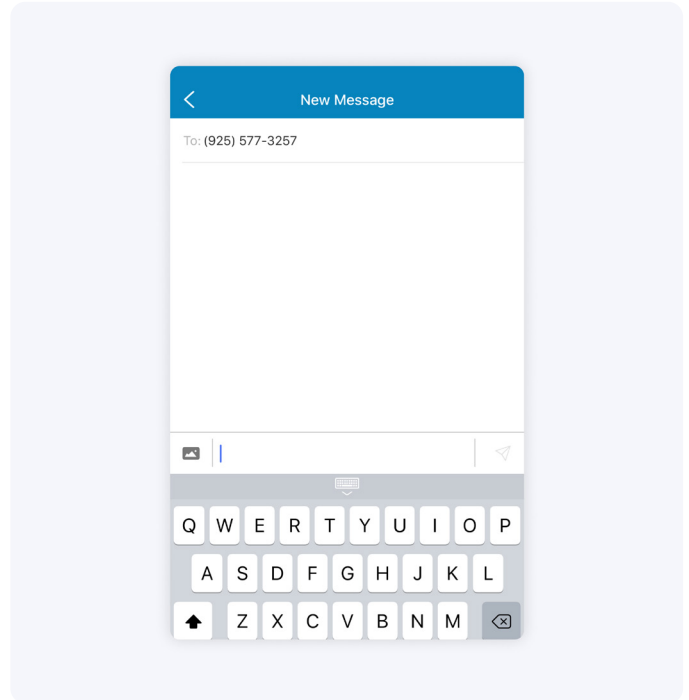 New Message
To: (925) 577-3257
Q W E R T Y U I O P
A S D F G H J K L
Z X C V B N M